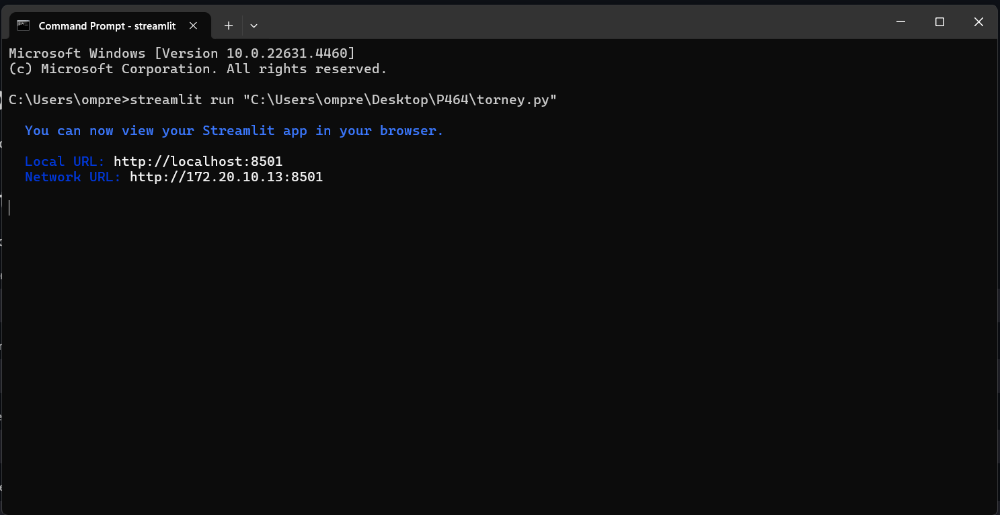 Command Prompt - streamlit
Microsoft Windows [Version 10.0.22631.4460]
(c) Microsoft Corporation. All rights reserved.
C:\Users\ompre>streamlit run "C:\Users\ompre\Desktop\P464\torney.py"
You can now view your Streamlit app in your browser.
Local URL: http://localhost:8501
Network URL: http://172.20.10.13:8501